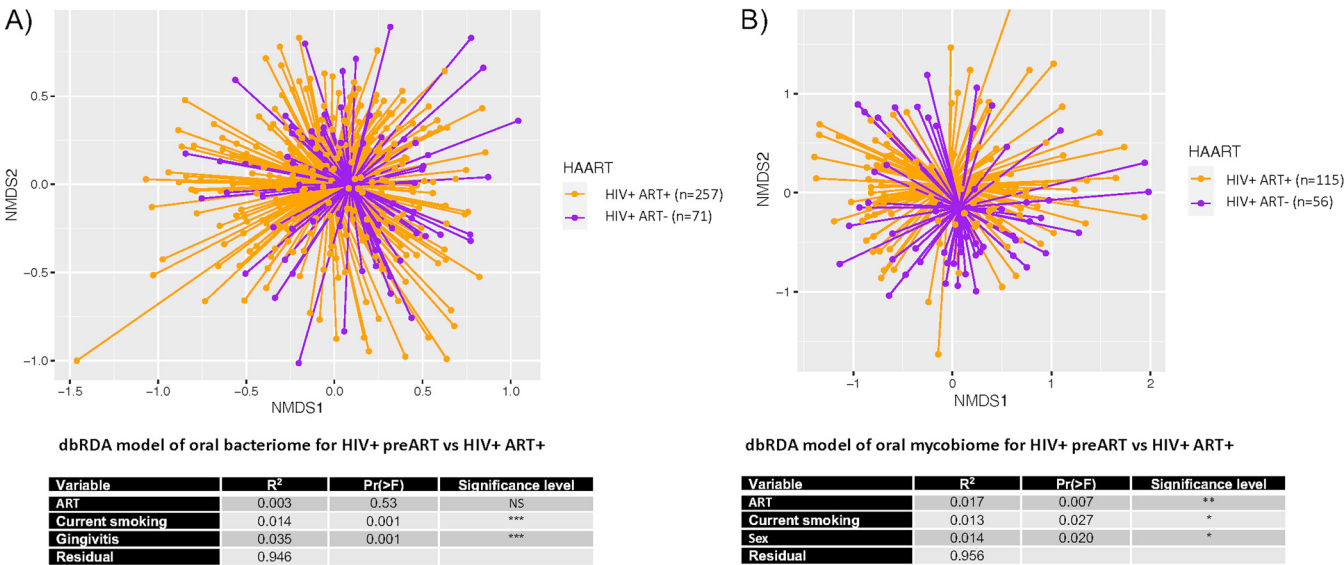 A)
0.5
0.0
−0.5
−1.0
NMDS2
−1.5
−1.0
−0.5
0.0
0.5
1.0
NMDS1
HAART
HIV+ ART+ (n=257)
HIV+ ART- (n=71)
dbRDA model of oral bacteriome for HIV+ preART vs HIV+ ART+
Variable R2 Pr(>F) Significance level
ART 0.003 0.53 NS
Current smoking 0.014 0.001 ***
Gingivitis 0.035 0.001 ***
Residual 0.946
B)
1
0
−1
NMDS2
−1
0
1
2
NMDS1
HAART
HIV+ ART+ (n=115)
HIV+ ART- (n=56)
dbRDA model of oral mycobiome for HIV+ preART vs HIV+ ART+
Variable R2 Pr(>F) Significance level
ART 0.017 0.007 **
Current smoking 0.013 0.027 *
Sex 0.014 0.020 *
Residual 0.956